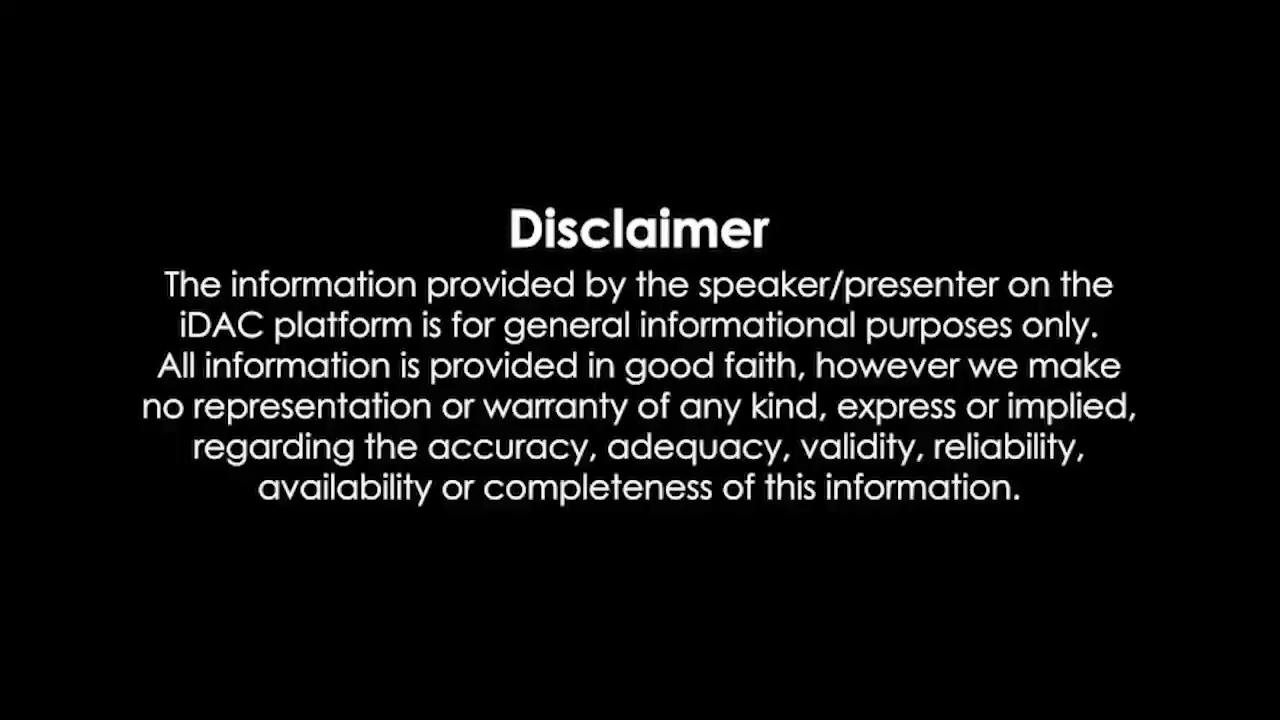 Disclaimer
The information provided by the speaker/presenter on the
iDAC platform is for general informational purposes only.
All information is provided in good faith, however we make
no representation or warranty of any kind, express or implied,
regarding the accuracy, adequacy, validity, reliability,
availability or completeness of this information.